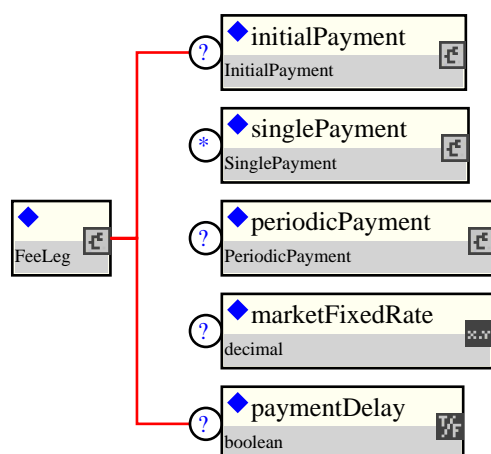 initialPayment
?
InitialPayment
singlePayment
*
SinglePayment
periodicPayment
?
FeeLeg
PeriodicPayment
marketFixedRate
?
x.y
decimal
paymentDelay
?
T/F
boolean